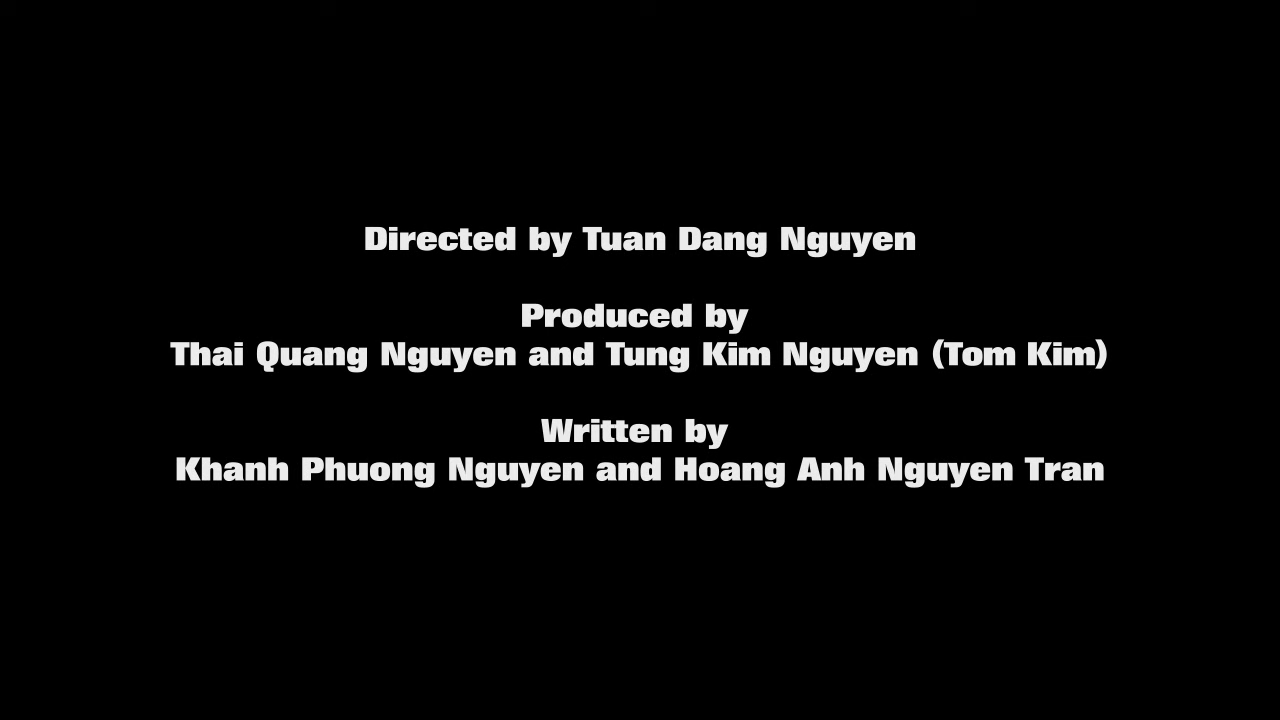 Directed by Tuan Dang Nguyen
Produced by
Thai Quang Nguyen and Tung Kim Nguyen (Tom Kim)
Written by
Khanh Phuong Nguyen and Hoang Anh Nguyen Tran